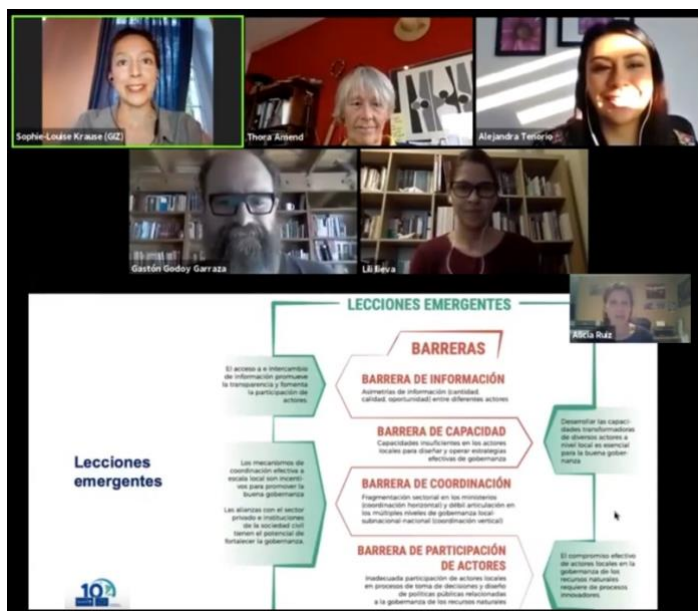 Sophie-Louise Krause (GIZ)
Thora Amend
Alejandra Tenorio
Gastón Godoy Garraza
Lili Ilieva
Alicia Ruiz
LECCIONES EMERGENTES
BARRERAS
El acceso a e intercambio
de información promueve
la transparencia y fomenta
la participación de
actores.
BARRERA DE INFORMACIÓN
Asimetrías de información (cantidad,
calidad, oportunidad) entre diferentes actores
BARRERA DE CAPACIDAD
Capacidades insuficientes en los actores
locales para diseñar y operar estrategias
efectivas de gobernanza
Desarrollar las capaci-
dades transformadoras
de diversos actores a
nivel local es esencial
para la buena gober-
nanza
Lecciones
emergentes
Los mecanismos de
coordinación efectiva a
escala local son incenti-
vos para promover la
buena gobernanza
Las alianzas con el sector
privado e instituciones
de la sociedad civil
tienen el potencial de
fortalecer la gobernanza.
BARRERA DE COORDINACIÓN
Fragmentación sectorial en los ministerios
(coordinación horizontal) y débil articulación en
los múltiples niveles de gobernanza local-
subnacional-nacional (coordinación vertical)
BARRERA DE PARTICIPACIÓN
DE ACTORES
Inadecuada participación de actores locales
en procesos de toma de decisiones y diseño
de políticas públicas relacionadas
a la gobernanza de los recursos naturales
El compromiso efectivo
de actores locales en la
gobernanza de los
recursos naturales
requiere de procesos
innovadores
10